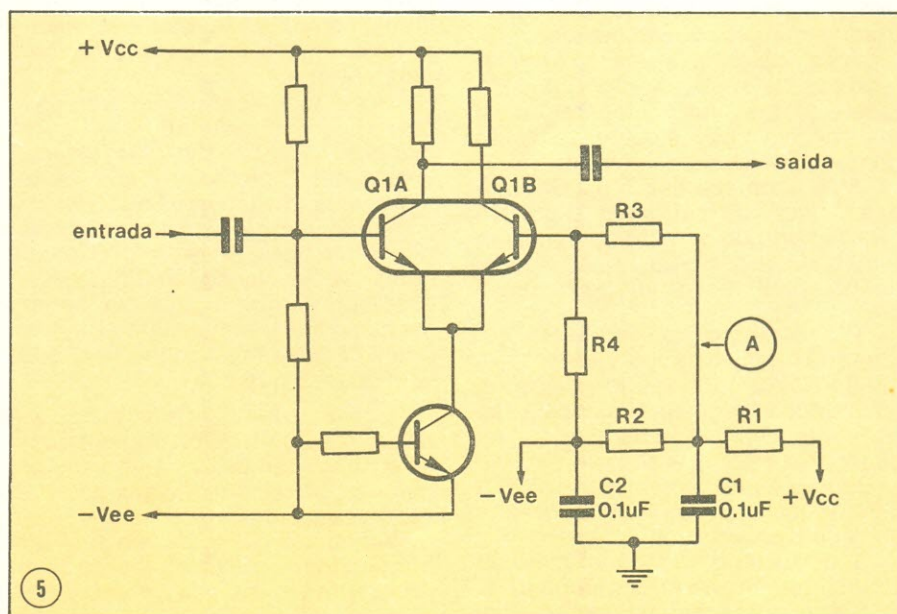 + Vcc
Q1A
Q1B
saida
entrada
R3
R4
A
R2
R1
- Vee
C2
0.1uF
C1
0.1uF
+ Vcc
- Vee
5